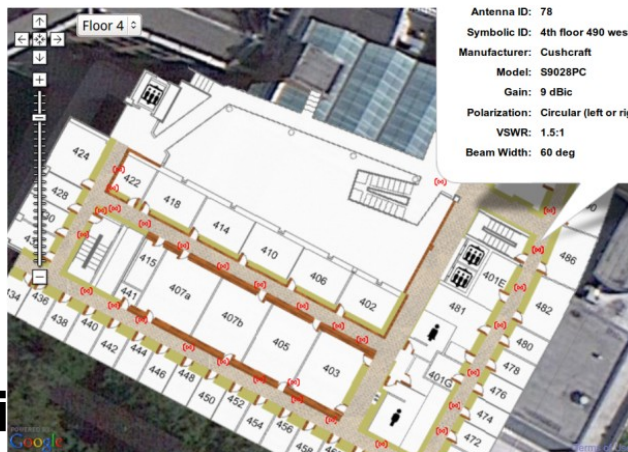 Floor 4
Antenna ID: 78
Symbolic ID: 4th floor 490 wes
Manufacturer: Cushcraft
Model: S9028PC
Gain: 9 dBic
Polarization: Circular (left or rig
VSWR: 1.5:1
Beam Width: 60 deg
424
422
418
428
414
410
486
406
401E
415
402
482
481
407a
441
434
436
407b
480
438
405
440
478
403
442
401G
444
476
446
448
474
450
452
472
454
456
POWERED BY
Google